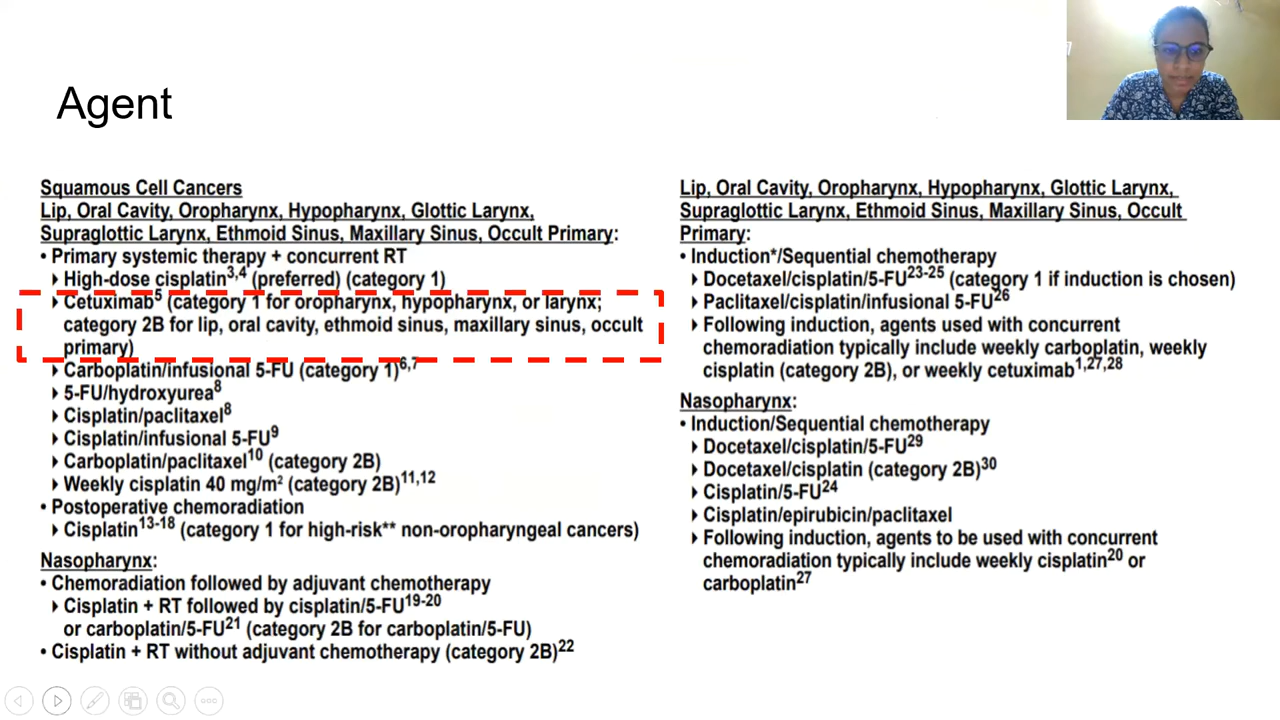 Agent
Squamous Cell Cancers
Lip, Oral Cavity, Oropharynx, Hypopharynx, Glottic Larynx,
Supraglottic Larynx, Ethmoid Sinus, Maxillary Sinus, Occult Primary:
• Primary systemic therapy + concurrent RT
High-dose cisplatin3,4 (preferred) (category 1)
Cetuximab5 (category 1 for oropharynx, hypopharynx, or larynx;
category 2B for lip, oral cavity, ethmoid sinus, maxillary sinus, occult
primary)
Carboplatin/infusional 5-FU (category 1)6,7
5-FU/hydroxyurea8
Cisplatin/paclitaxel8
Cisplatin/infusional 5-FU9
Carboplatin/paclitaxel10 (category 2B)
Weekly cisplatin 40 mg/m2 (category 2B)11,12
• Postoperative chemoradiation
Cisplatin13-18 (category 1 for high-risk** non-oropharyngeal cancers)
Nasopharynx:
• Chemoradiation followed by adjuvant chemotherapy
Cisplatin + RT followed by cisplatin/5-FU19-20
or carboplatin/5-FU21 (category 2B for carboplatin/5-FU)
• Cisplatin + RT without adjuvant chemotherapy (category 2B)22
Lip, Oral Cavity, Oropharynx, Hypopharynx, Glottic Larynx,
Supraglottic Larynx, Ethmoid Sinus, Maxillary Sinus, Occult
Primary:
• Induction*/Sequential chemotherapy
Docetaxel/cisplatin/5-FU23-25 (category 1 if induction is chosen)
Paclitaxel/cisplatin/infusional 5-FU26
Following induction, agents used with concurrent
chemoradiation typically include weekly carboplatin, weekly
cisplatin (category 2B), or weekly cetuximab1,27,28
Nasopharynx:
• Induction/Sequential chemotherapy
Docetaxel/cisplatin/5-FU29
Docetaxel/cisplatin (category 2B)30
Cisplatin/5-FU24
Cisplatin/epirubicin/paclitaxel
Following induction, agents to be used with concurrent
chemoradiation typically include weekly cisplatin20 or
carboplatin27